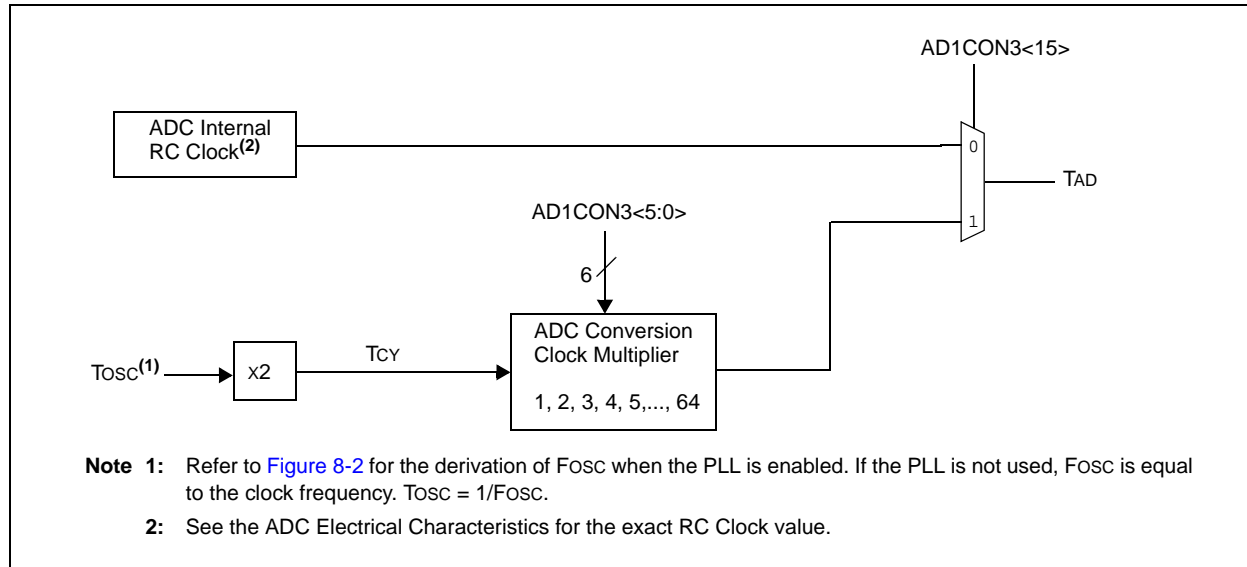 AD1CON3<15>
ADC Internal
RC Clock(2)
0
TAD
AD1CON3<5:0>
1
6
ADC Conversion
Clock Multiplier
TOSC(1)
X2
TCY
1, 2, 3, 4, 5,..., 64
Note 1: Refer to Figure 8-2 for the derivation of FOSC when the PLL is enabled. If the PLL is not used, FOSC is equal
to the clock frequency. TOSC = 1/FOSC.
2: See the ADC Electrical Characteristics for the exact RC Clock value.